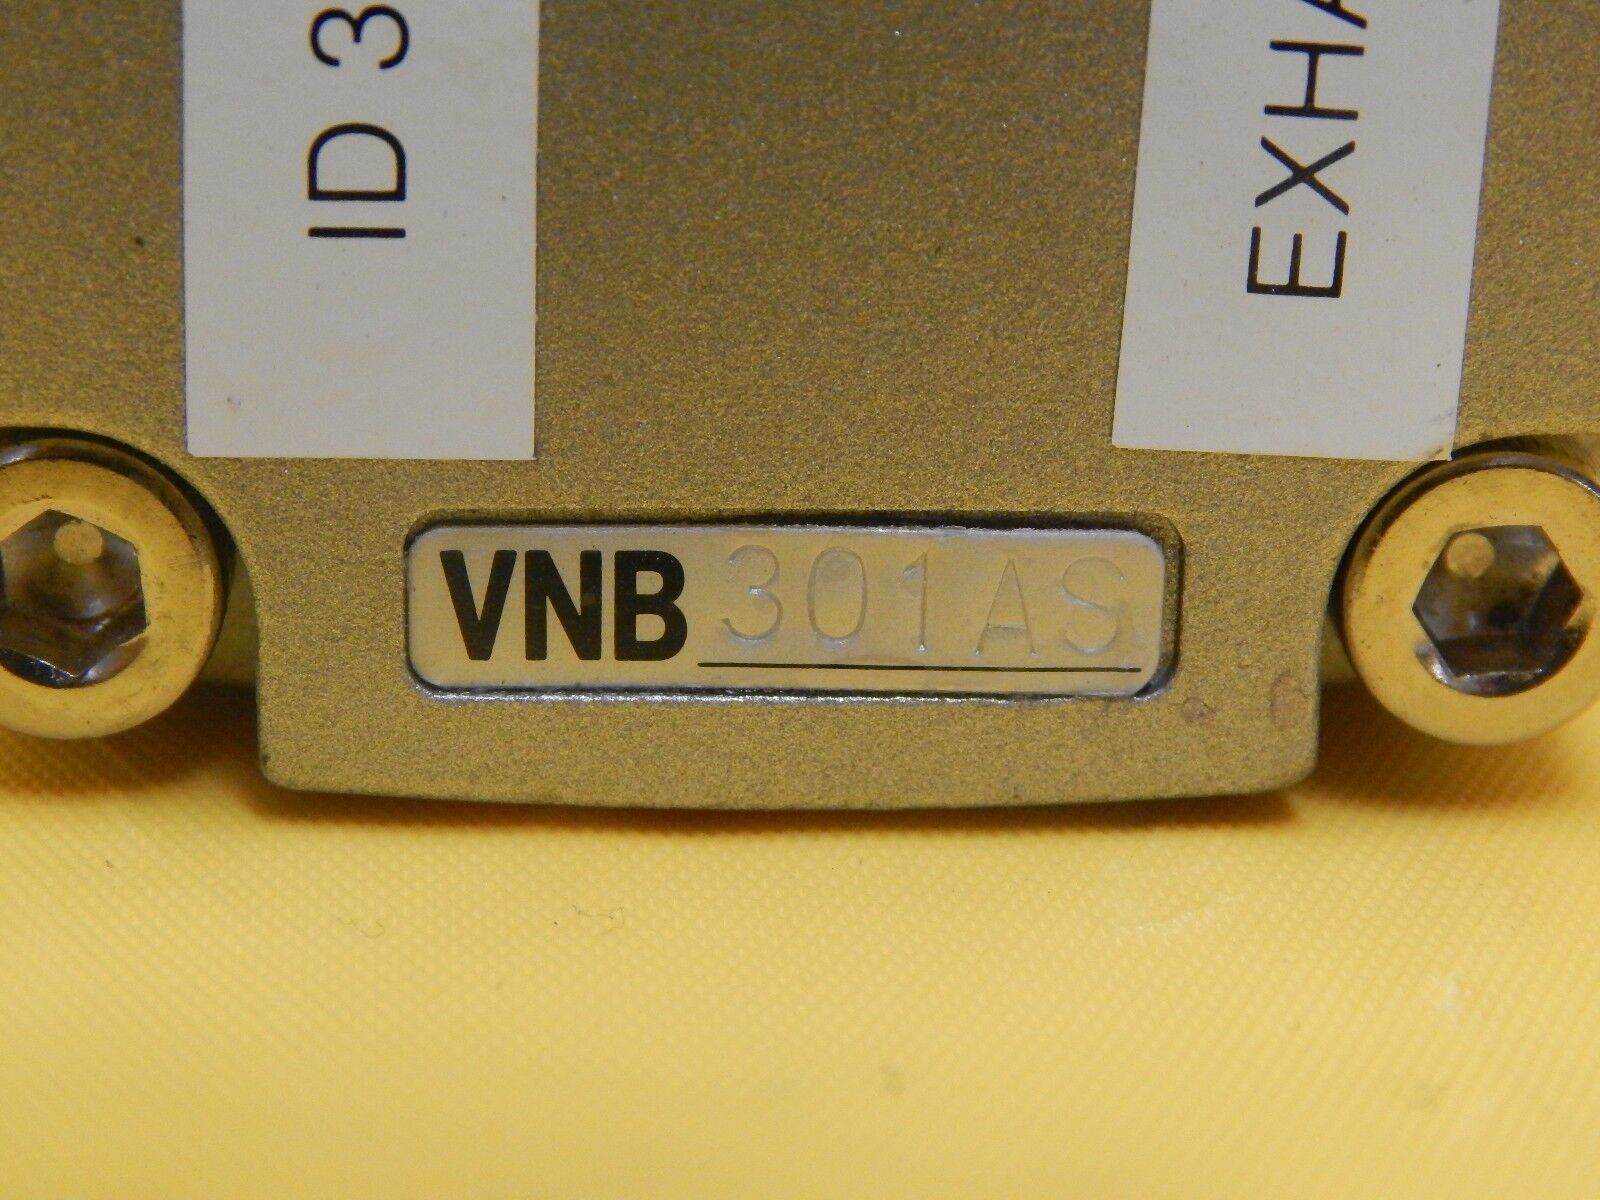 ID 3
EXHA
VNB 301AS